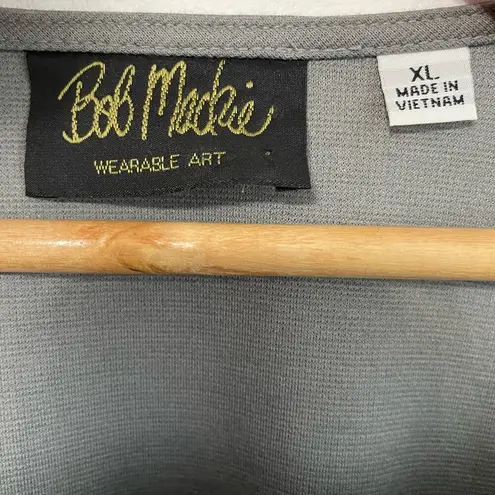 Bob Mackie
WEARABLE ART
XL
MADE IN
VIETNAM